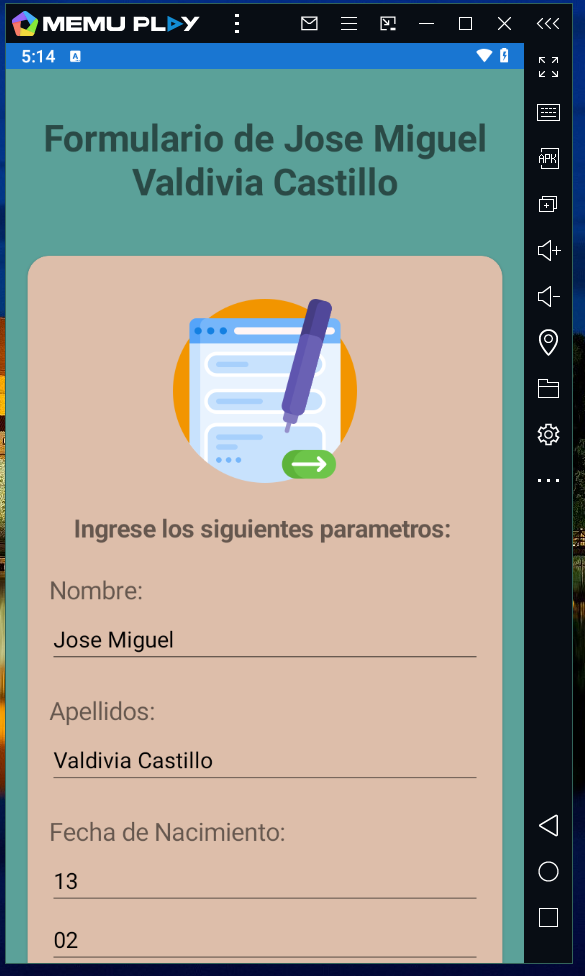 MEMU PLAY
5:14 A
APK
Formulario de Jose Miguel
Valdivia Castillo
Ingrese los siguientes parametros:
Nombre:
Jose Miguel
Apellidos:
Valdivia Castillo
Fecha de Nacimiento:
13
02